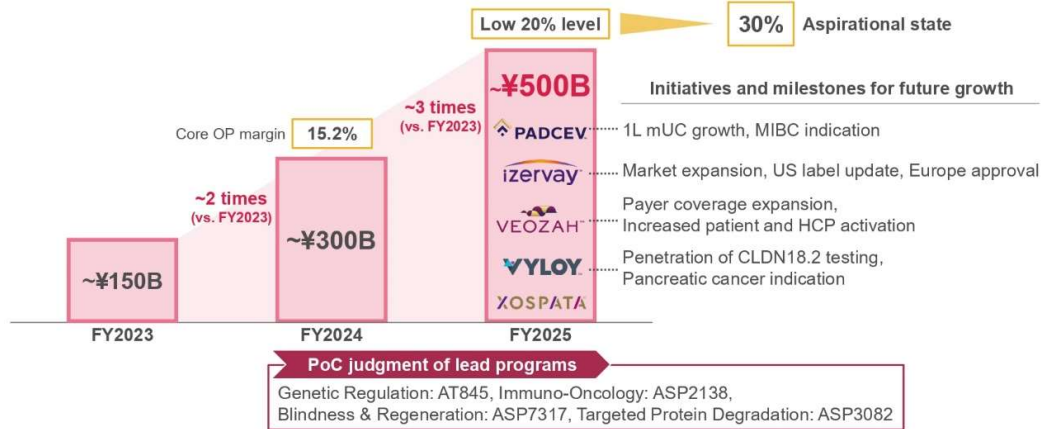 Low 20% level
30%
Aspirational state
~¥500B
Initiatives and milestones for future growth
~3 times
(vs. FY2023)
Core OP margin
15.2%
PADCEV
1L mUC growth, MIBC indication
izervay™
Market expansion, US label update, Europe approval
~2 times
(vs. FY2023)
~¥300B
VEOZAH™
Payer coverage expansion,
Increased patient and HCP activation
~¥150B
VYLOY™
Penetration of CLDN18.2 testing,
Pancreatic cancer indication
XOSPATA
FY2023
FY2024
FY2025
PoC judgment of lead programs
Genetic Regulation: AT845, Immuno-Oncology: ASP2138,
Blindness & Regeneration: ASP7317, Targeted Protein Degradation: ASP3082